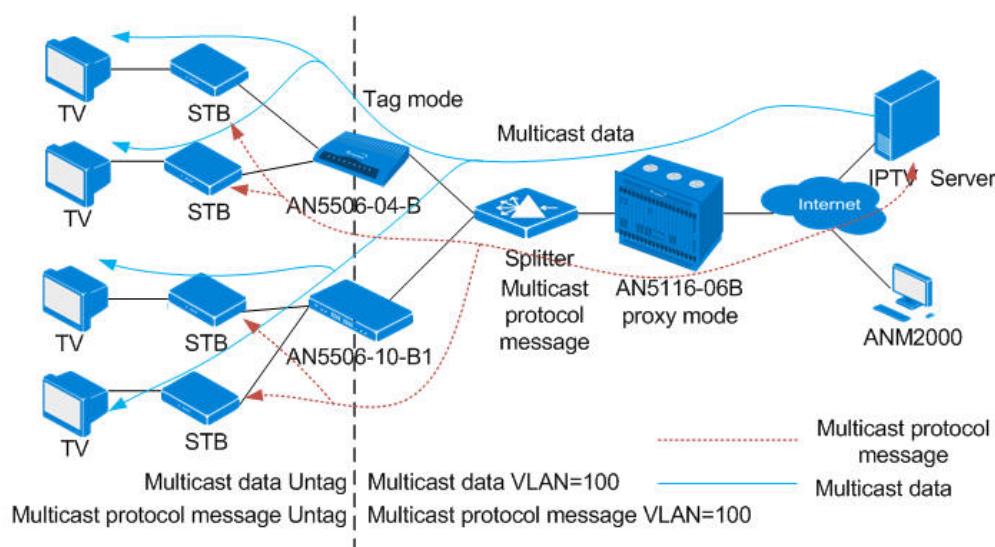 TV
STB
Tag mode
Multicast data
IPTV Server
TV
STB
AN5506-04-B
Internet
Splitter
Multicast
protocol
message
AN5116-06B
proxy mode
TV
STB
AN5506-10-B1
ANM2000
TV
STB
Multicast protocol
message
Multicast data
Multicast data Untag
Multicast data VLAN=100
Multicast protocol message Untag
Multicast protocol message VLAN=100